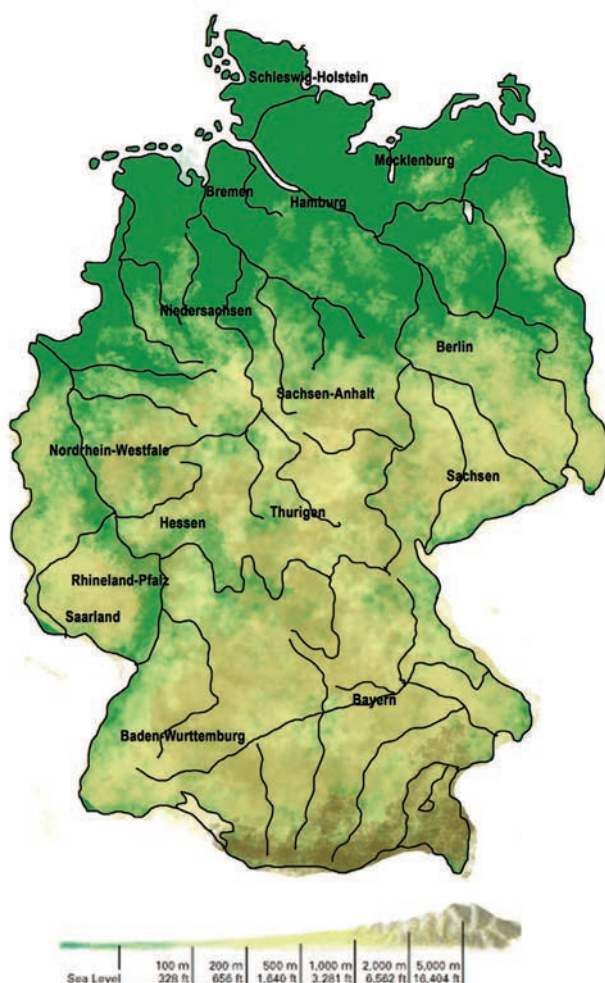 Schleswig-Holstein
Mecklenburg
Bremen
Hamburg
Niedersachsen
Berlin
Sachsen-Anhalt
Nordrhein-Westfale
Sachsen
Thurigen
Hessen
Rhineland-Pfalz
Saarland
Bayern
Baden-Wurttemburg
100 m 200 m 500 m 1,000 m 2,000 m 5,000 m
Sea Level 328 ft 656 ft 1,640 ft 3,281 ft 6,562 ft 16,404 ft